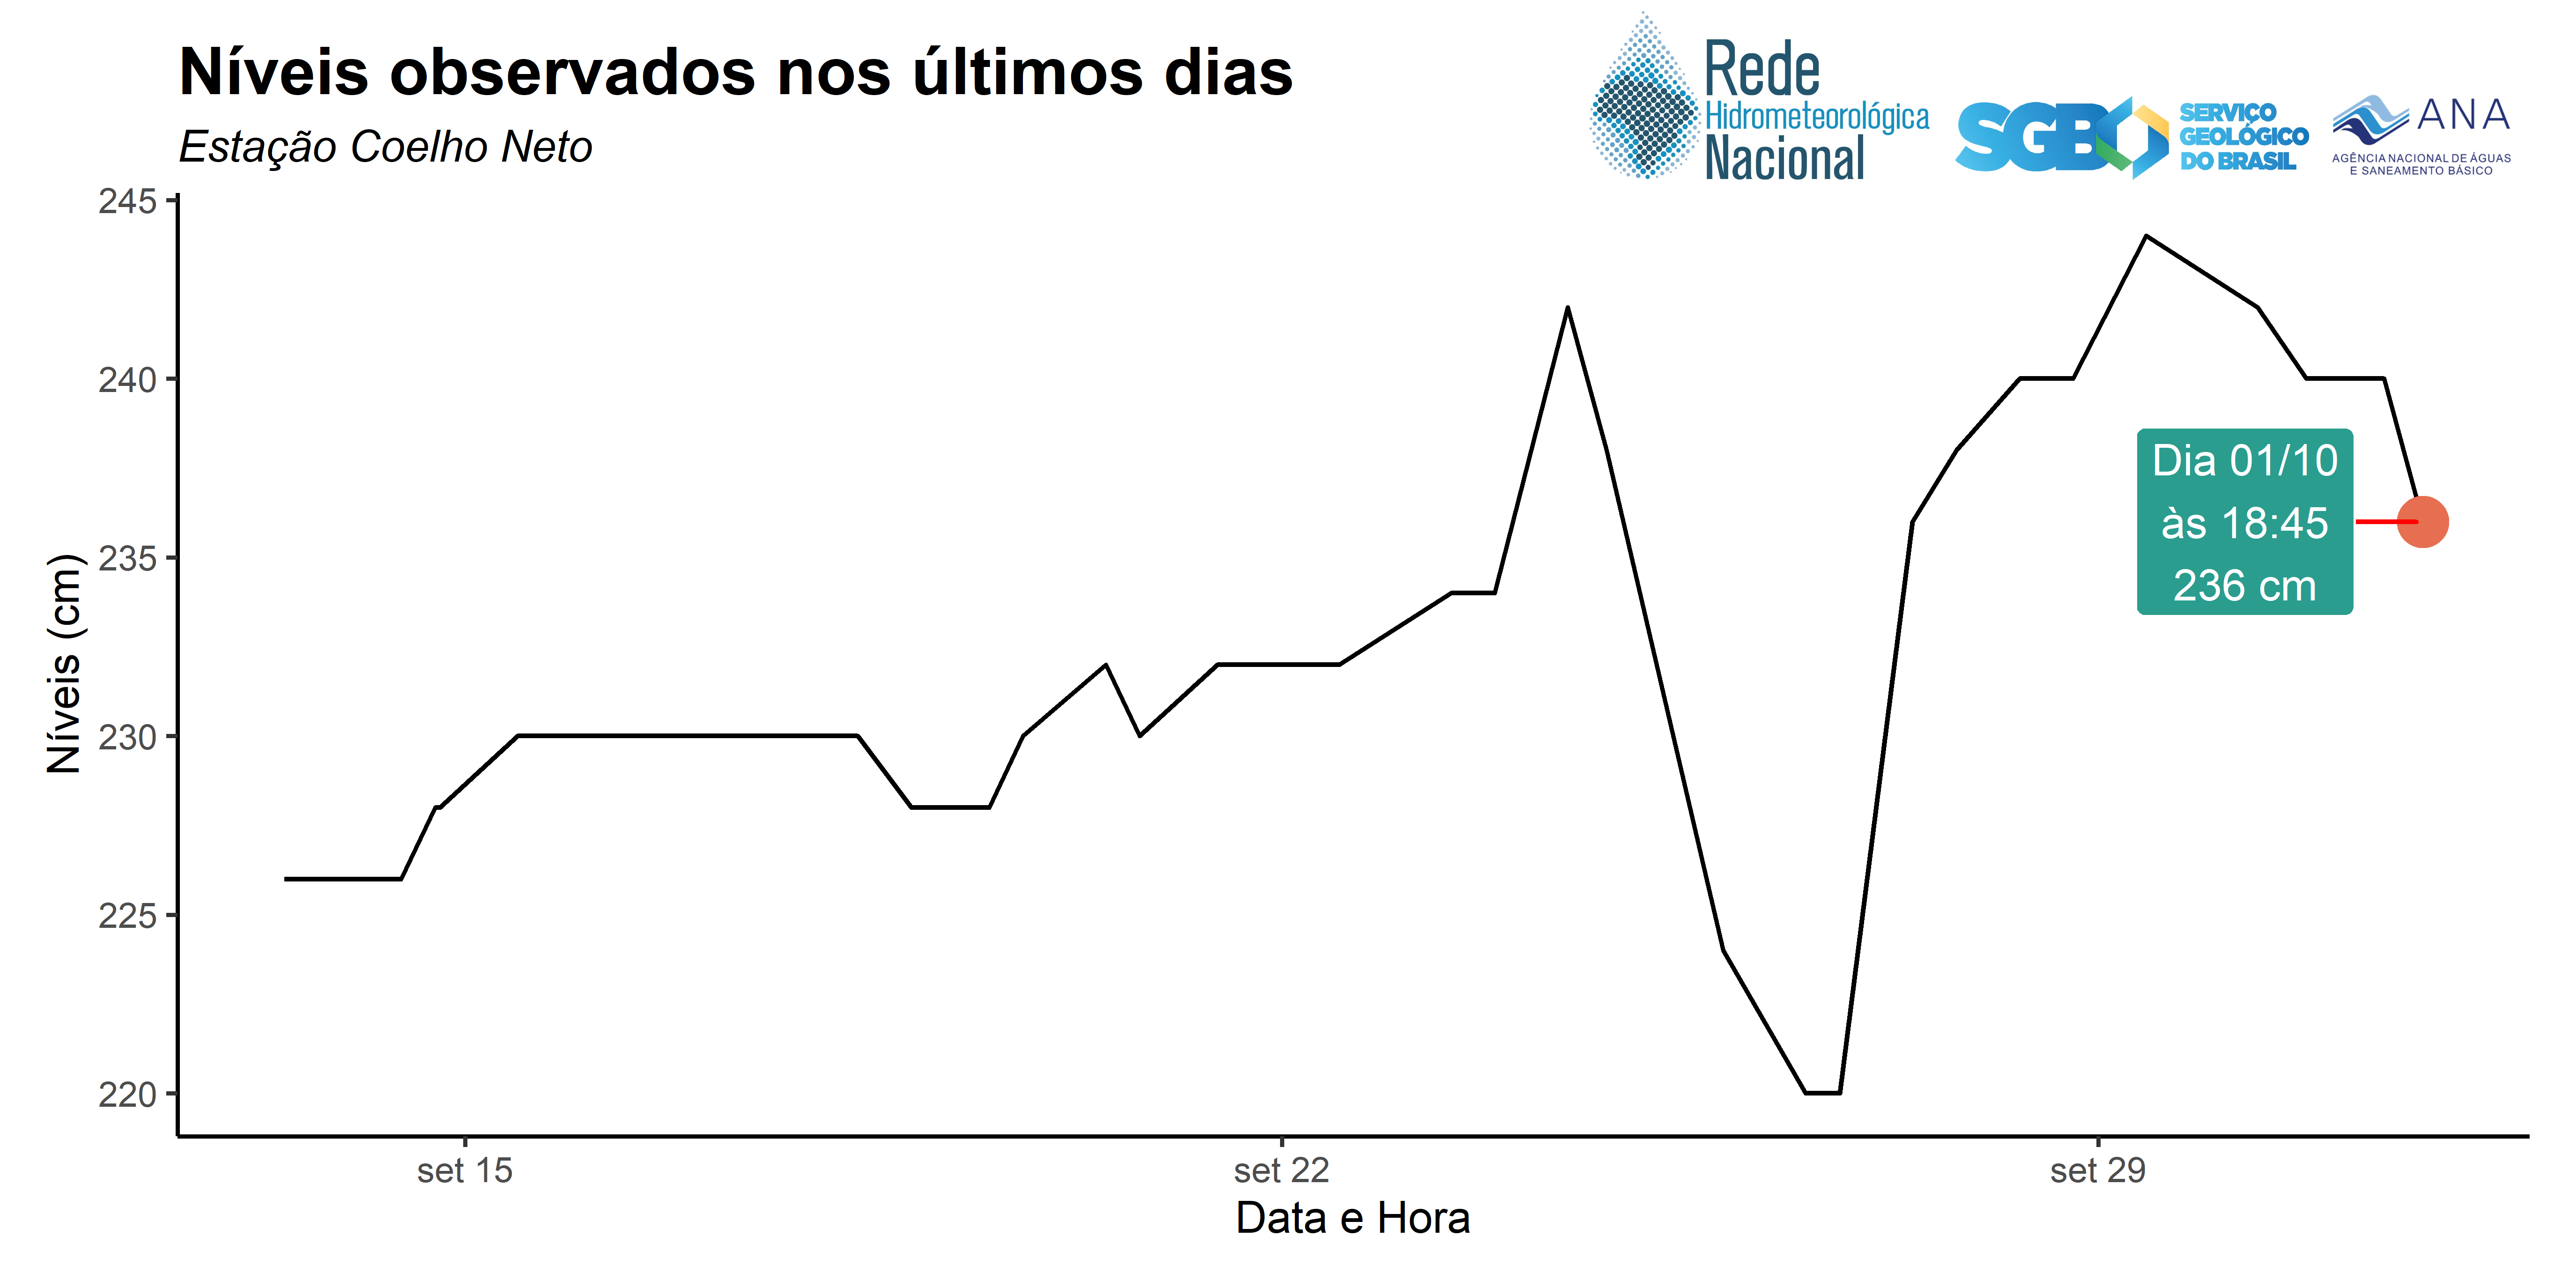 Níveis observados nos últimos dias
Estação Coelho Neto
Rede
Hidrometeorológica
Nacional
SGB
SERVIÇO
GEOLÓGICO
DO BRASIL
ANA
AGÊNCIA NACIONAL DE ÁGUAS
E SANEAMENTO BÁSICO
Níveis (cm)
245
240
235
230
225
220
Dia 01/10
às 18:45
236 cm
set 15
set 22
set 29
Data e Hora